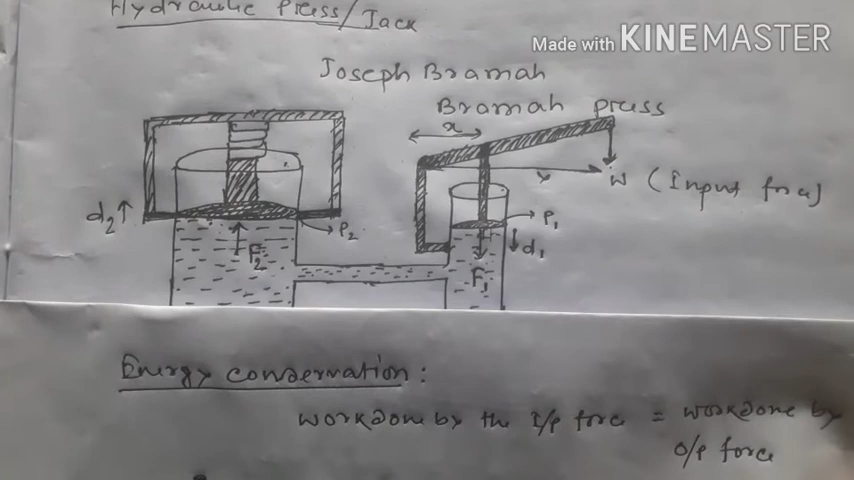 Hydraulic Press/Jack
Made with KINEMASTER
Joseph Bramah
Bramah press
x
y
W (Input force)
d2↑
P2
F2
P1
↓d1
F1
Energy conservation:
workdone by the I/p force = workdone by
O/p force